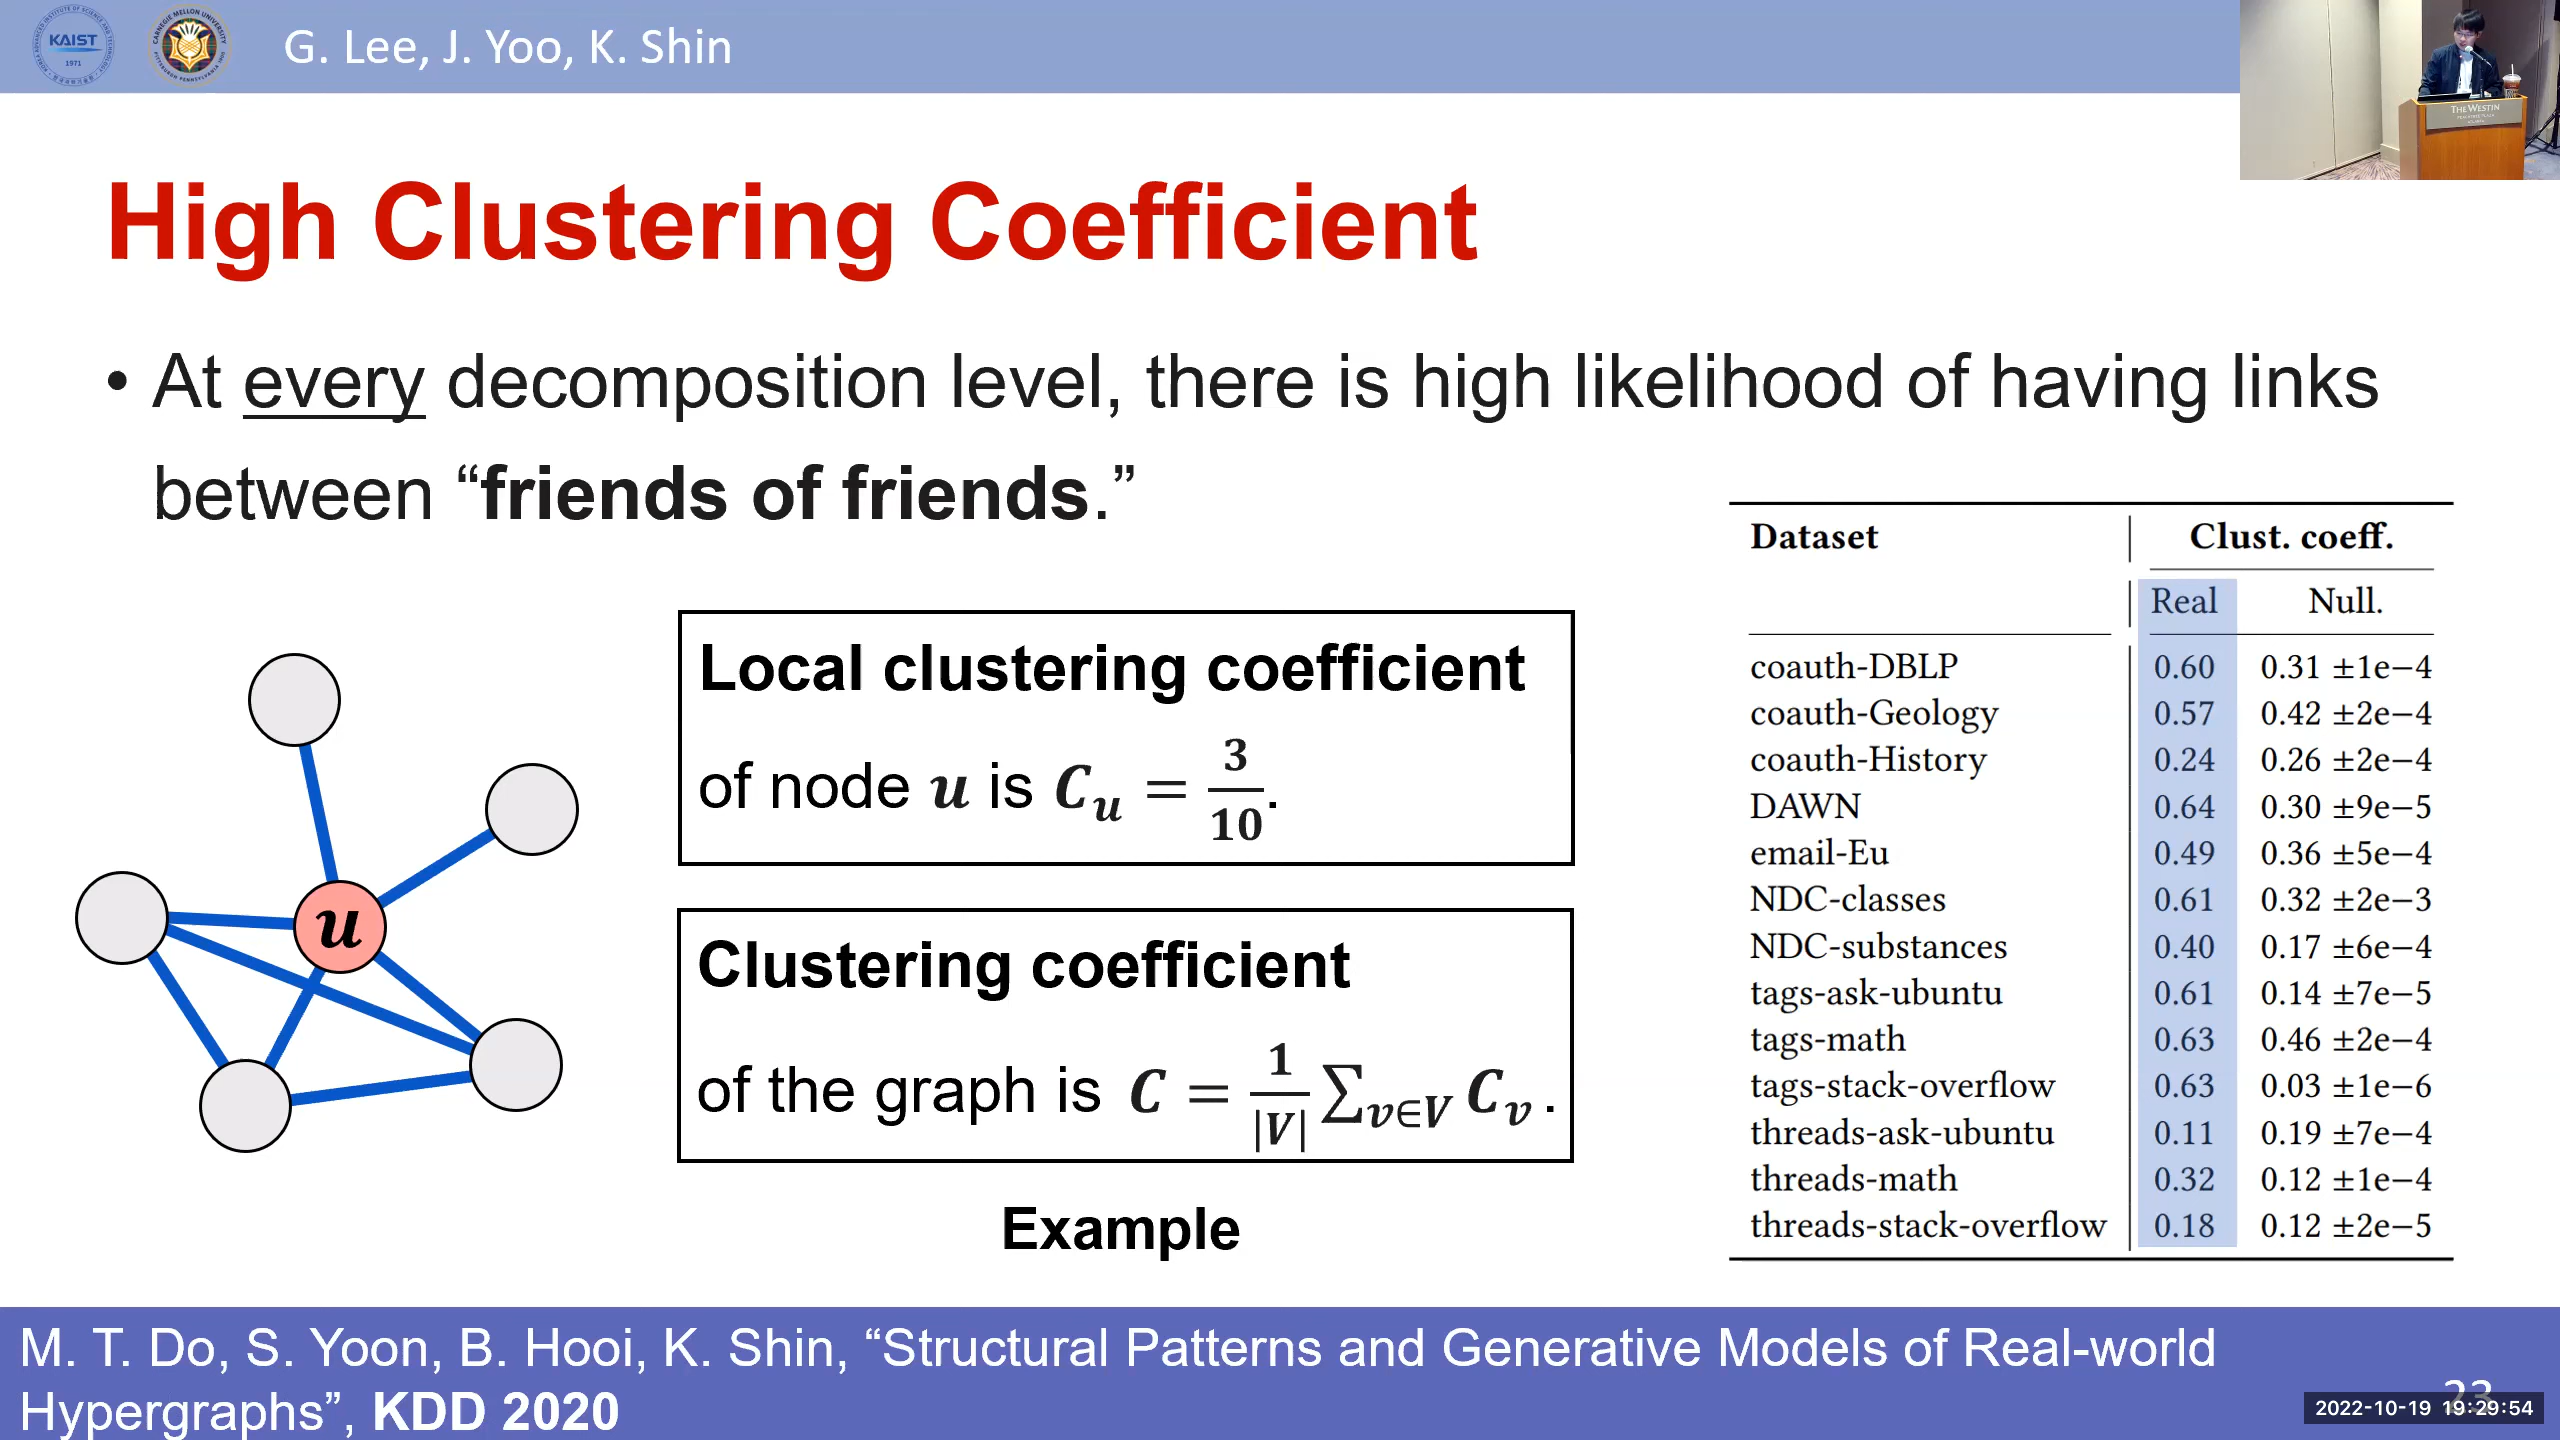 KAIST
1971
G. Lee, J. Yoo, K. Shin
THE WESTIN
High Clustering Coefficient
• At every decomposition level, there is high likelihood of having links
between “friends of friends.”
u
Local clustering coefficient
of node u is C_u = 3/10.
Clustering coefficient
of the graph is C = 1/|V| ∑_{v∈V} C_v.
Example
Dataset | Clust. coeff.
Real Null.
coauth-DBLP 0.60 0.31 ±1e−4
coauth-Geology 0.57 0.42 ±2e−4
coauth-History 0.24 0.26 ±2e−4
DAWN 0.64 0.30 ±9e−5
email-Eu 0.49 0.36 ±5e−4
NDC-classes 0.61 0.32 ±2e−3
NDC-substances 0.40 0.17 ±6e−4
tags-ask-ubuntu 0.61 0.14 ±7e−5
tags-math 0.63 0.46 ±2e−4
tags-stack-overflow 0.63 0.03 ±1e−6
threads-ask-ubuntu 0.11 0.19 ±7e−4
threads-math 0.32 0.12 ±1e−4
threads-stack-overflow 0.18 0.12 ±2e−5
M. T. Do, S. Yoon, B. Hooi, K. Shin, “Structural Patterns and Generative Models of Real-world
Hypergraphs”, KDD 2020
23
2022-10-19 19:29:54